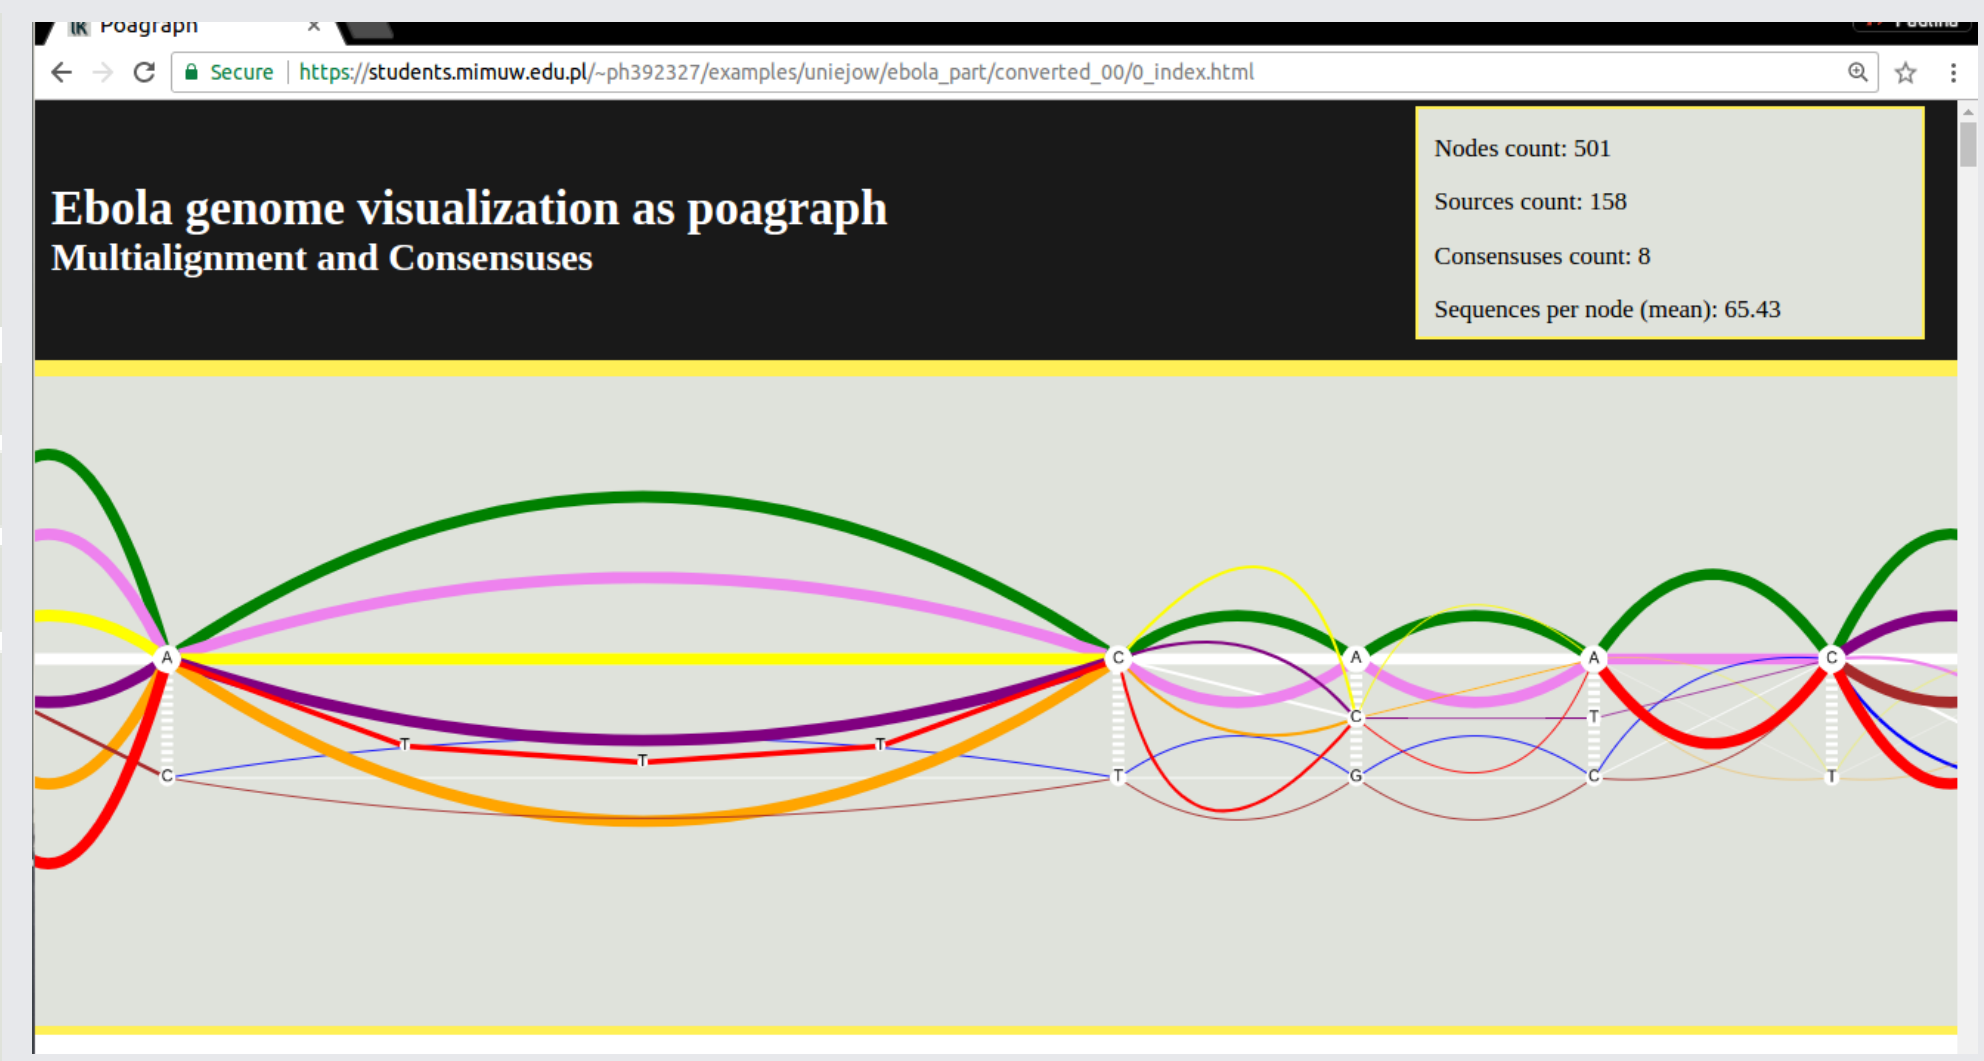 Poagraph ×
Paulina
Secure https://students.mimuw.edu.pl/~ph392327/examples/uniejow/ebola_part/converted_00/0_index.html
Nodes count: 501
Sources count: 158
Consensuses count: 8
Sequences per node (mean): 65.43
Ebola genome visualization as poagraph
Multialignment and Consensuses
A C A A C
C T T
T T T
C T G C T